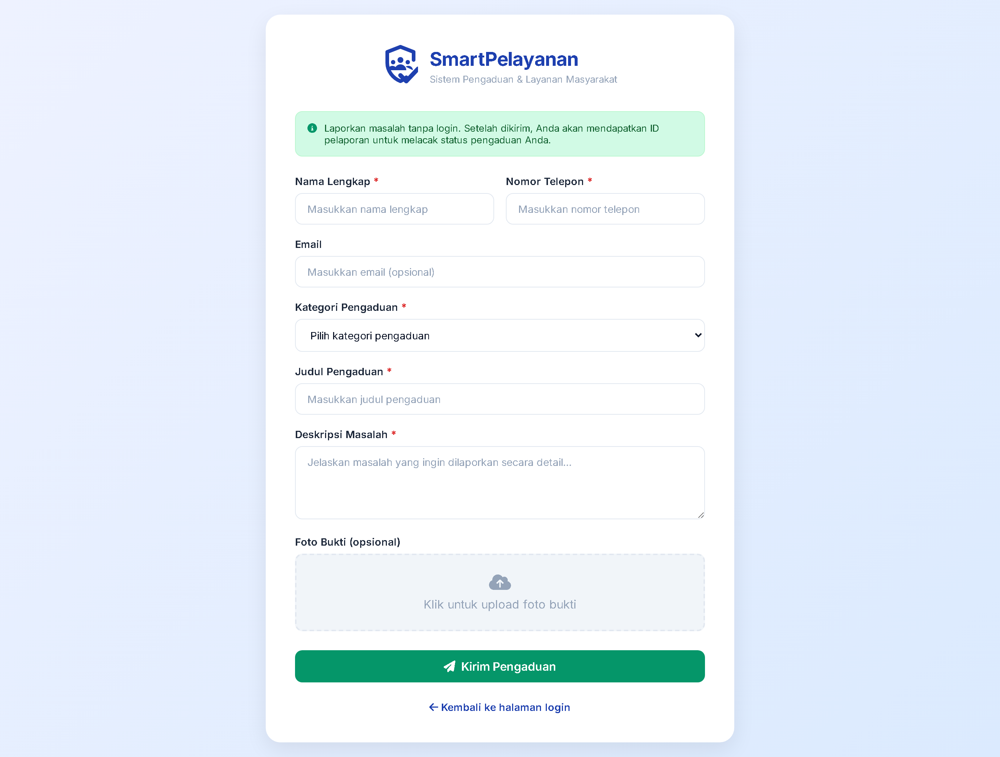 SmartPelayanan
Sistem Pengaduan & Layanan Masyarakat
Laporkan masalah tanpa login. Setelah dikirim, Anda akan mendapatkan ID
pelaporan untuk melacak status pengaduan Anda.
Nama Lengkap *
Nomor Telepon *
Masukkan nama lengkap
Masukkan nomor telepon
Email
Masukkan email (opsional)
Kategori Pengaduan *
Pilih kategori pengaduan
Judul Pengaduan *
Masukkan judul pengaduan
Deskripsi Masalah *
Jelaskan masalah yang ingin dilaporkan secara detail...
Foto Bukti (opsional)
Klik untuk upload foto bukti
Kirim Pengaduan
← Kembali ke halaman login